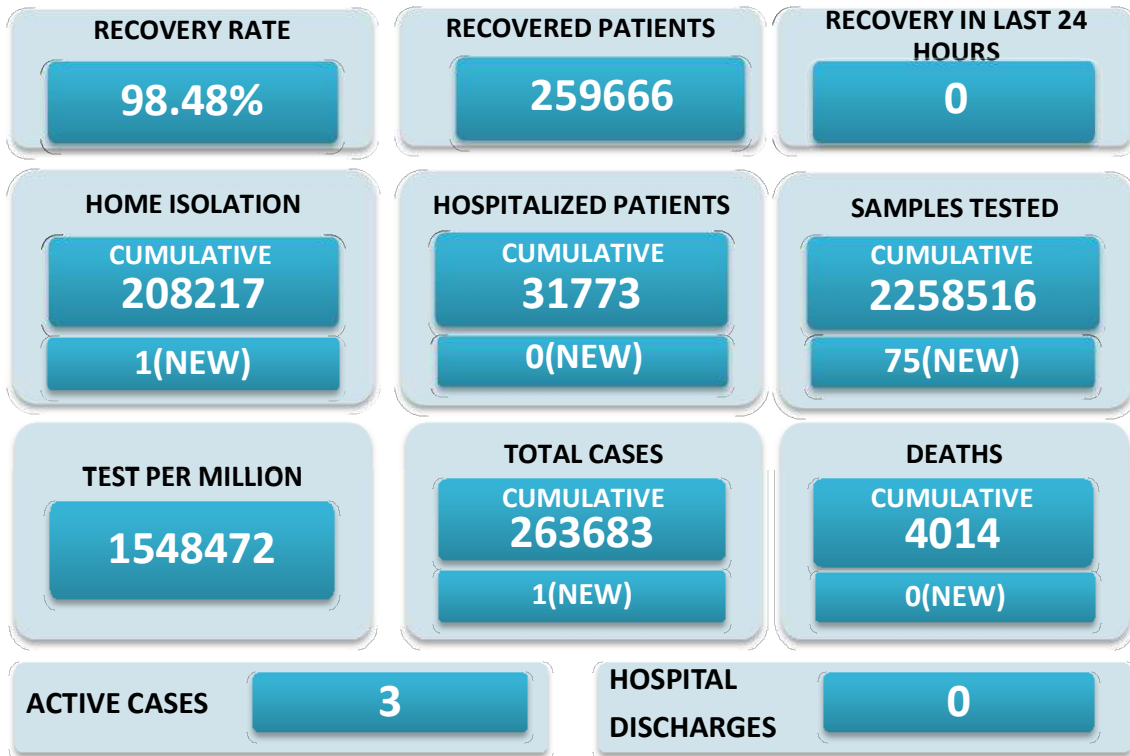 RECOVERY RATE
98.48%
RECOVERED PATIENTS
259666
RECOVERY IN LAST 24
HOURS
0
HOME ISOLATION
CUMULATIVE
208217
1(NEW)
HOSPITALIZED PATIENTS
CUMULATIVE
31773
0(NEW)
SAMPLES TESTED
CUMULATIVE
2258516
75(NEW)
TEST PER MILLION
1548472
TOTAL CASES
CUMULATIVE
263683
1(NEW)
DEATHS
CUMULATIVE
4014
0(NEW)
ACTIVE CASES
3
HOSPITAL
DISCHARGES
0